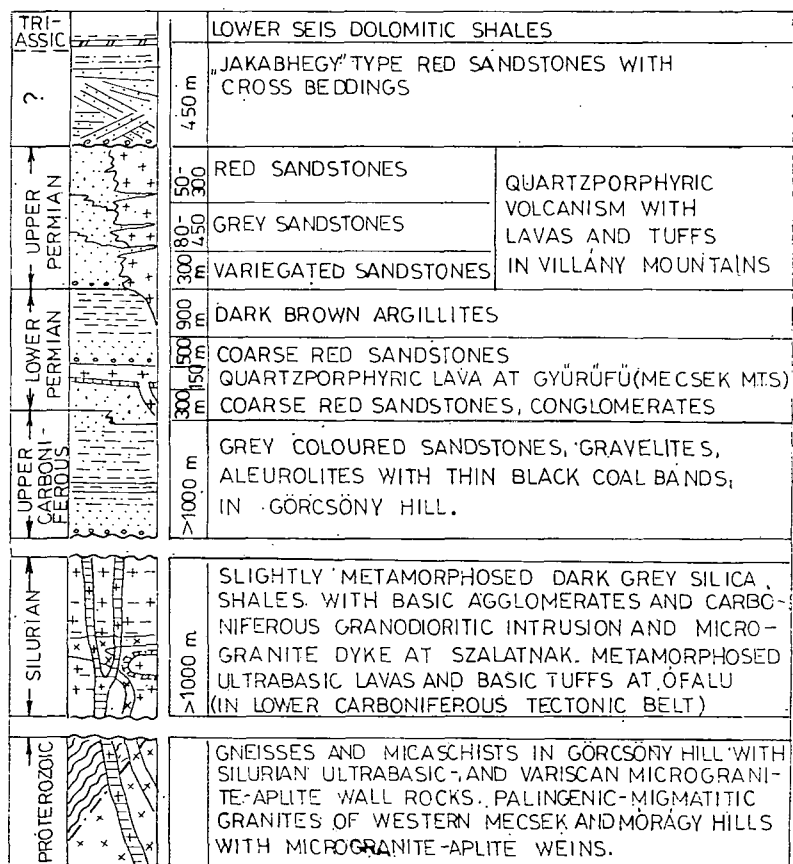 TRI-
ASSIC
LOWER SEIS DOLOMITIC SHALES
?
450 m
„JAKABHEGY" TYPE RED SANDSTONES WITH
CROSS BEDDINGS
UPPER
PERMIAN
50-
300
RED SANDSTONES
180-
450
GREY SANDSTONES
300
m
VARIEGATED SANDSTONES
QUARTZPORPHYRIC
VOLCANISM WITH
LAVAS AND TUFFS
IN VILLÁNY MOUNTAINS
LOWER
PERMIAN
900
m
DARK BROWN ARGILLITES
500
m
COARSE RED SANDSTONES
150
QUARTZPORPHYRIC LAVA AT GYŰRŰFŰ (MECSEK MTS)
300
m
COARSE RED SANDSTONES, CONGLOMERATES
UPPER
CARBONI-
FEROUS
>1000 m
GREY COLOURED SANDSTONES, GRAVELITES,
ALEUROLITES WITH THIN BLACK COAL BANDS,
IN GÖRCSÖNY HILL.
SILURIAN
>1000 m.
SLIGHTLY METAMORPHOSED DARK GREY SILICA
SHALES WITH BASIC AGGLOMERATES AND CARBO-
NIFEROUS GRANODIORITIC INTRUSION AND MICRO-
GRANITE DYKE AT SZALATNAK. METAMORPHOSED
ULTRABASIC LAVAS AND BASIC TUFFS AT ÓFALU
(IN LOWER CARBONIFEROUS TECTONIC BELT)
PROTEROZOIC
GNEISSES AND MICASCHISTS IN GÖRCSÖNY HILL WITH
SILURIAN ULTRABASIC-, AND VARISCAN MICROGRANI-
TE-APLITE WALL ROCKS. PALINGENIC-MIGMATITIC
GRANITES OF WESTERN MECSEK AND MÓRÁGY HILLS
WITH MICROGRANITE-APLITE WEINS.